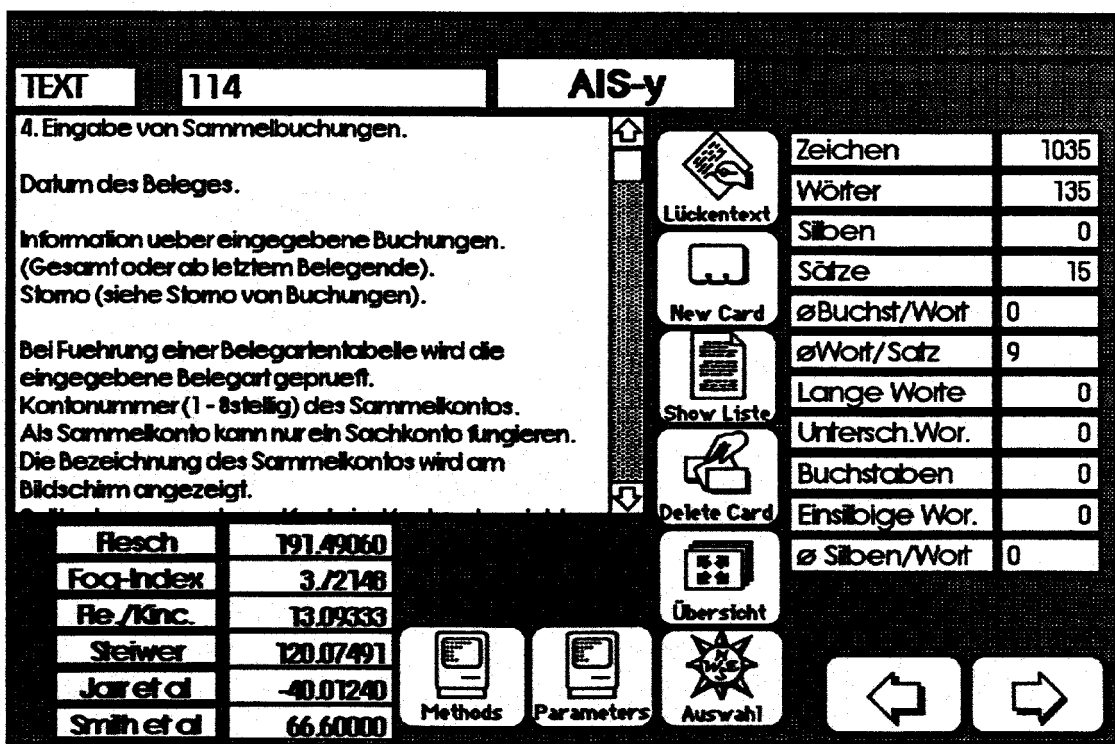 TEXT 114 AIS-y
4. Eingabe von Sammelbuchungen.
Datum des Beleges.
Information ueber eingegebene Buchungen.
(Gesamt oder ab letztem Belegende).
Storno (siehe Storno von Buchungen).
Bei Fuehrung einer Belegartentabelle wird die
eingegebene Belegart geprueft.
Kontonummer (1 - 8stellig) des Sammelkontos.
Als Sammelkonto kann nur ein Sachkonto fungieren.
Die Bezeichnung des Sammelkontos wird am
Bildschirm angezeigt.
Lückentext
New Card
Show Liste
Delete Card
Übersicht
Auswahl
Zeichen 1035
Wörter 135
Silben 0
Sätze 15
øBuchst/Wort 0
øWort/Satz 9
Lange Worte 0
Untersch.Wor. 0
Buchstaben 0
Einsilbige Wor. 0
ø Silben/Wort 0
Flesch 191.49060
Fog-Index 3.72148
Fle./Kinc. 13.09333
Steiwer 120.07491
Jarr et al -40.01240
Smith et al 66.60000
Methods
Parameters